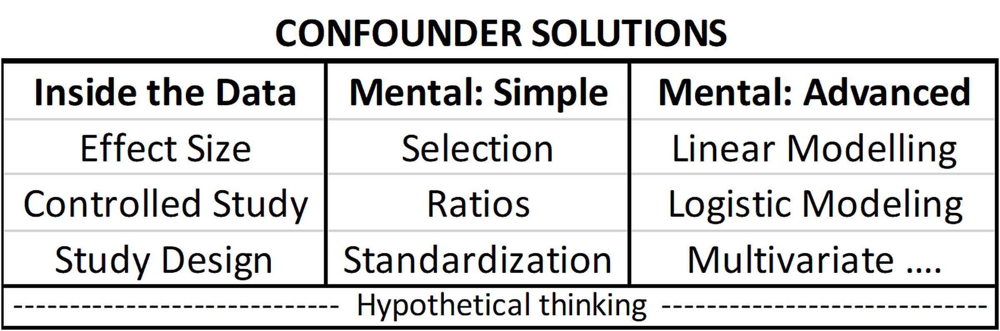 CONFOUNDER SOLUTIONS
Inside the Data Mental: Simple Mental: Advanced
Effect Size Selection Linear Modelling
Controlled Study Ratios Logistic Modeling
Study Design Standardization Multivariate ....
----------------------------- Hypothetical thinking -----------------------------